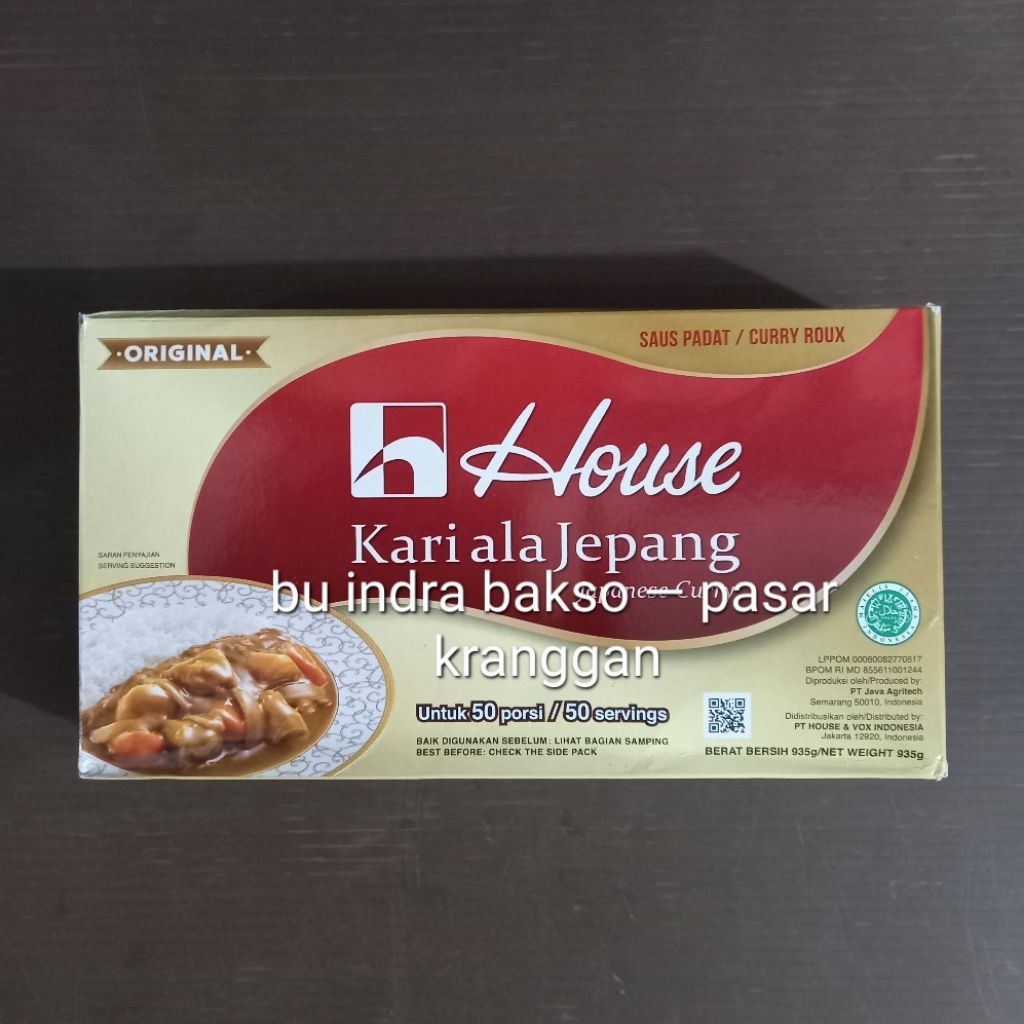 ORIGINAL
SAUS PADAT / CURRY ROUX
House
Kari ala Jepang
Japanese Curry
bu indra bakso — pasar
kranggan
SARAN PENYAJIAN
SERVING SUGGESTION
Untuk 50 porsi / 50 servings
BAIK DIGUNAKAN SEBELUM: LIHAT BAGIAN SAMPING
BEST BEFORE: CHECK THE SIDE PACK
LPPOM 00060082770517
BPOM RI MD 855611001244
Diproduksi oleh/Produced by:
PT Java Agritech
Semarang 50010, Indonesia
Didistribusikan oleh/Distributed by:
PT HOUSE & VOX INDONESIA
Jakarta 12920, Indonesia
BERAT BERSIH 935g/NET WEIGHT 935g